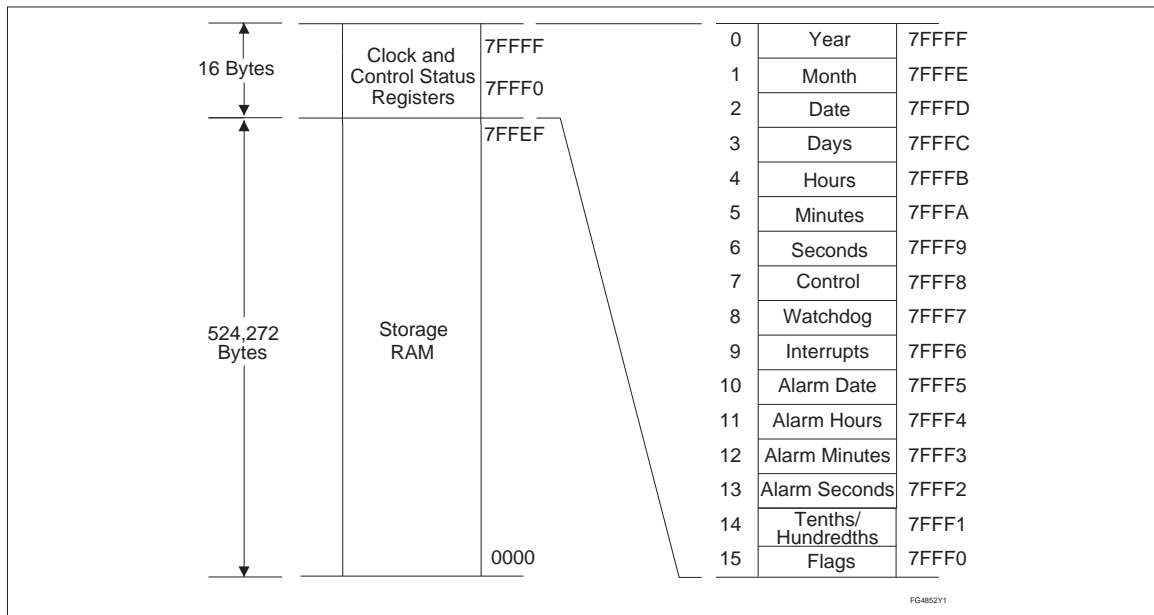 16 Bytes
Clock and
Control Status
Registers
7FFFF
7FFF0
7FFEF
524,272
Bytes
Storage
RAM
0000
0 Year 7FFFF
1 Month 7FFFE
2 Date 7FFFD
3 Days 7FFFC
4 Hours 7FFFB
5 Minutes 7FFFA
6 Seconds 7FFF9
7 Control 7FFF8
8 Watchdog 7FFF7
9 Interrupts 7FFF6
10 Alarm Date 7FFF5
11 Alarm Hours 7FFF4
12 Alarm Minutes 7FFF3
13 Alarm Seconds 7FFF2
14 Tenths/
Hundredths 7FFF1
15 Flags 7FFF0
FG4852Y1